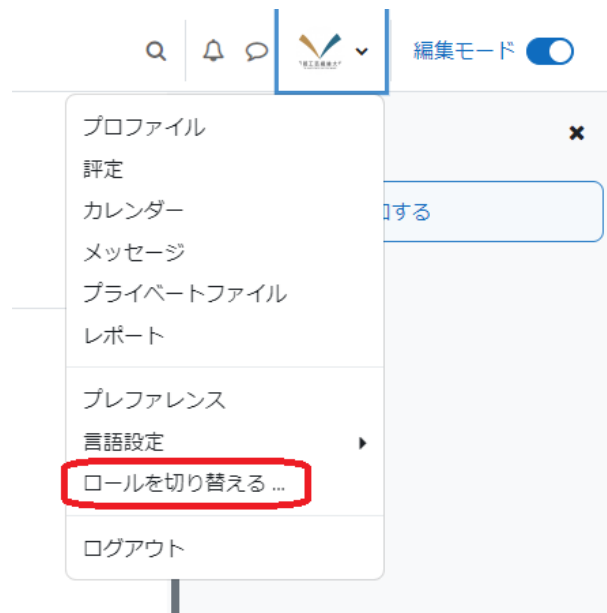 編集モード
プロファイル
評定
カレンダー
する
メッセージ
プライベートファイル
レポート
プレファレンス
言語設定
ロールを切り替える ...
ログアウト